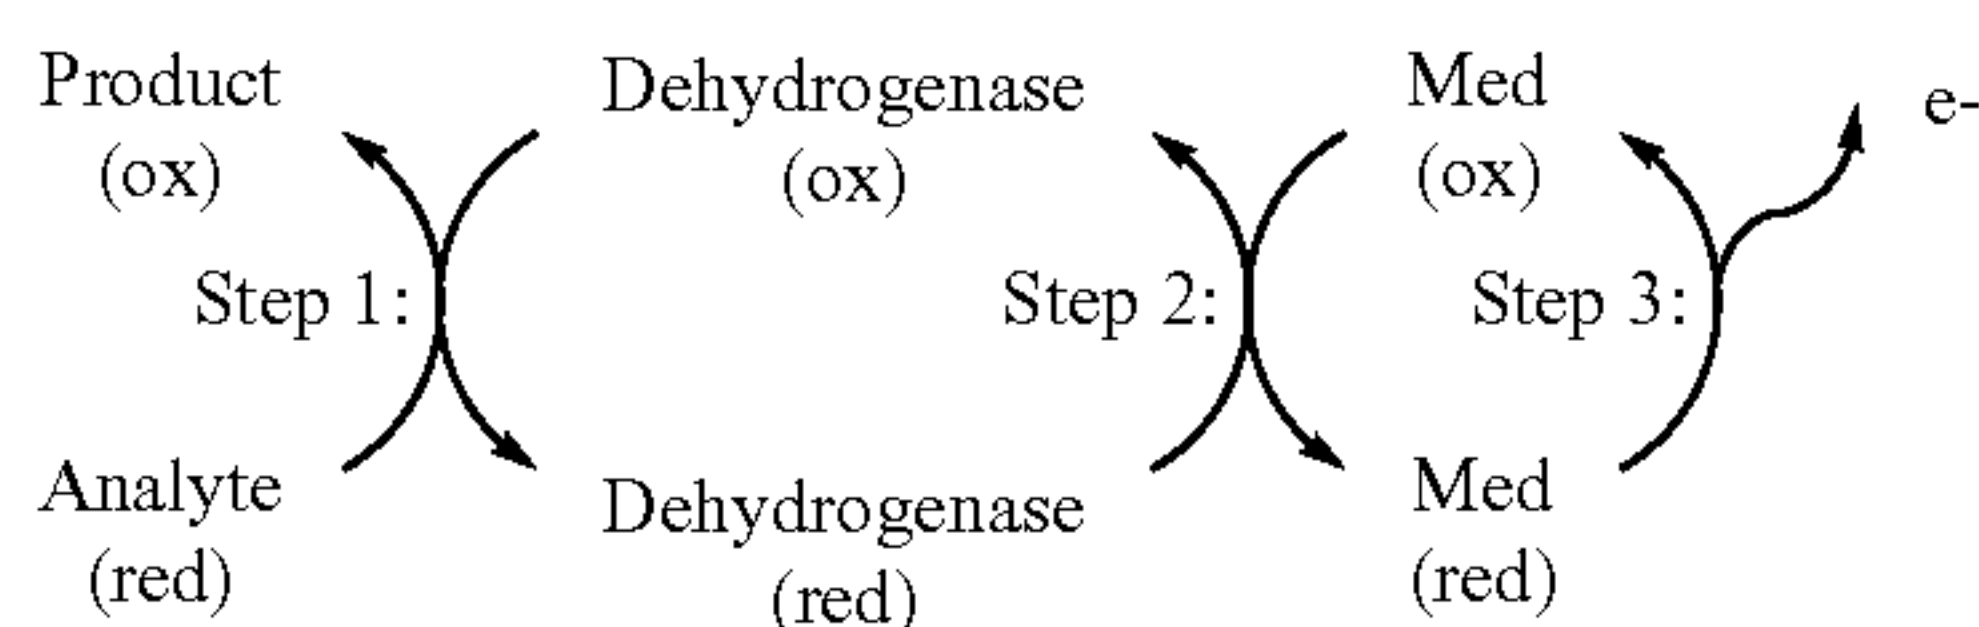 Product
(ox)
Dehydrogenase
(ox)
Med
(ox)
e-
Step 1:
Step 2:
Step 3:
Analyte
(red)
Dehydrogenase
(red)
Med
(red)